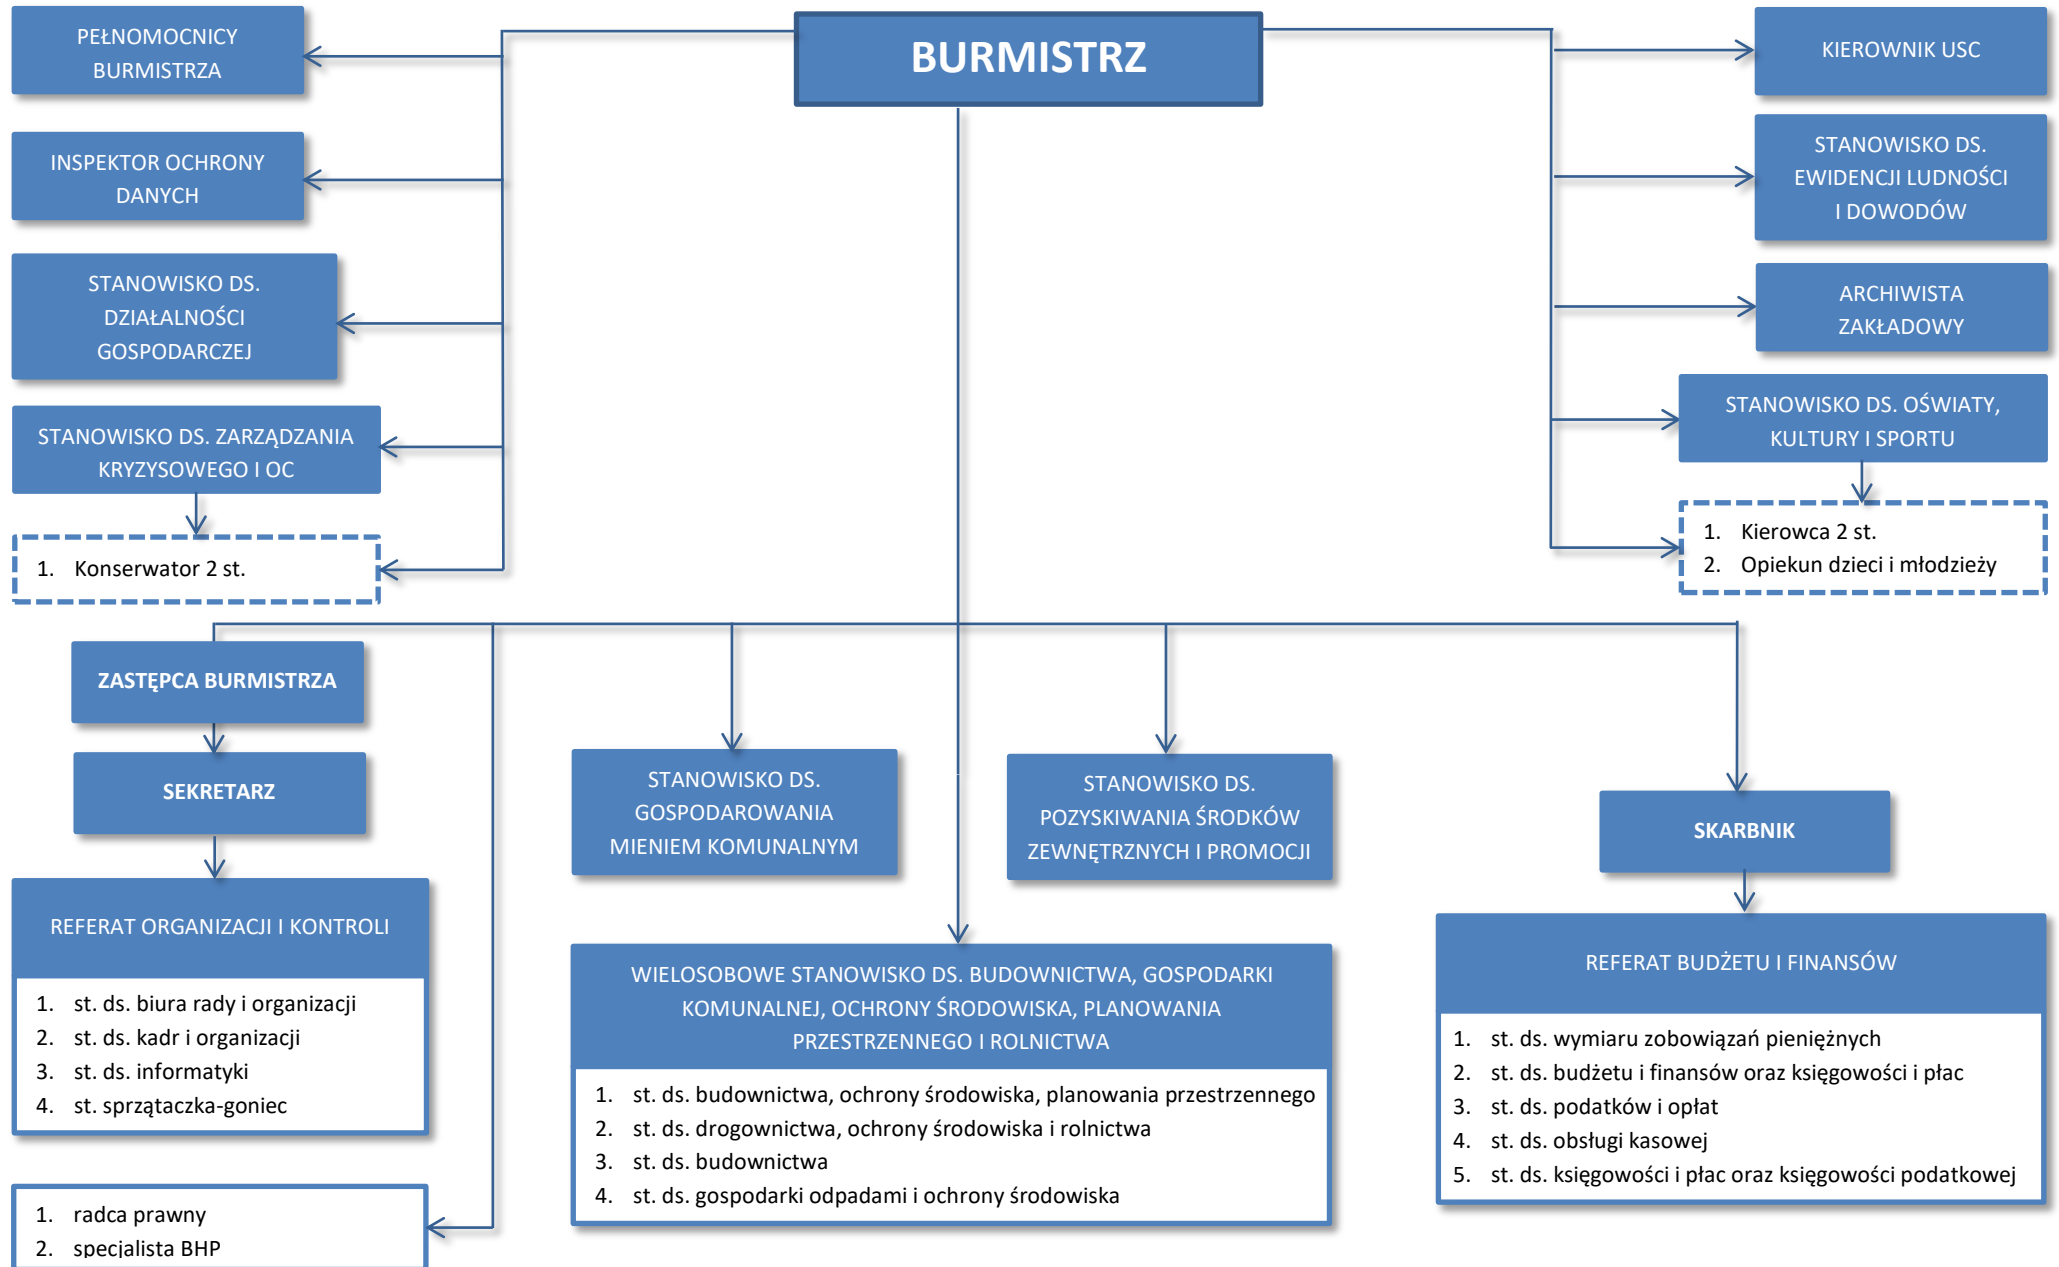 BURMISTRZ
PEŁNOMOCNICY
BURMISTRZA
INSPEKTOR OCHRONY
DANYCH
STANOWISKO DS.
DZIAŁALNOŚCI
GOSPODARCZEJ
STANOWISKO DS. ZARZĄDZANIA
KRYZYSOWEGO I OC
1. Konserwator 2 st.
KIEROWNIK USC
STANOWISKO DS.
EWIDENCJI LUDNOŚCI
I DOWODÓW
ARCHIWISTA
ZAKŁADOWY
STANOWISKO DS. OŚWIATY,
KULTURY I SPORTU
1. Kierowca 2 st.
2. Opiekun dzieci i młodzieży
ZASTĘPCA BURMISTRZA
SEKRETARZ
REFERAT ORGANIZACJI I KONTROLI
1. st. ds. biura rady i organizacji
2. st. ds. kadr i organizacji
3. st. ds. informatyki
4. st. sprzątaczka-goniec
1. radca prawny
2. specjalista BHP
STANOWISKO DS.
GOSPODAROWANIA
MIENIEM KOMUNALNYM
STANOWISKO DS.
POZYSKIWANIA ŚRODKÓW
ZEWNĘTRZNYCH I PROMOCJI
WIELOSOBOWE STANOWISKO DS. BUDOWNICTWA, GOSPODARKI
KOMUNALNEJ, OCHRONY ŚRODOWISKA, PLANOWANIA
PRZESTRZENNEGO I ROLNICTWA
1. st. ds. budownictwa, ochrony środowiska, planowania przestrzennego
2. st. ds. drogownictwa, ochrony środowiska i rolnictwa
3. st. ds. budownictwa
4. st. ds. gospodarki odpadami i ochrony środowiska
SKARBNIK
REFERAT BUDŻETU I FINANSÓW
1. st. ds. wymiaru zobowiązań pieniężnych
2. st. ds. budżetu i finansów oraz księgowości i płac
3. st. ds. podatków i opłat
4. st. ds. obsługi kasowej
5. st. ds. księgowości i płac oraz księgowości podatkowej